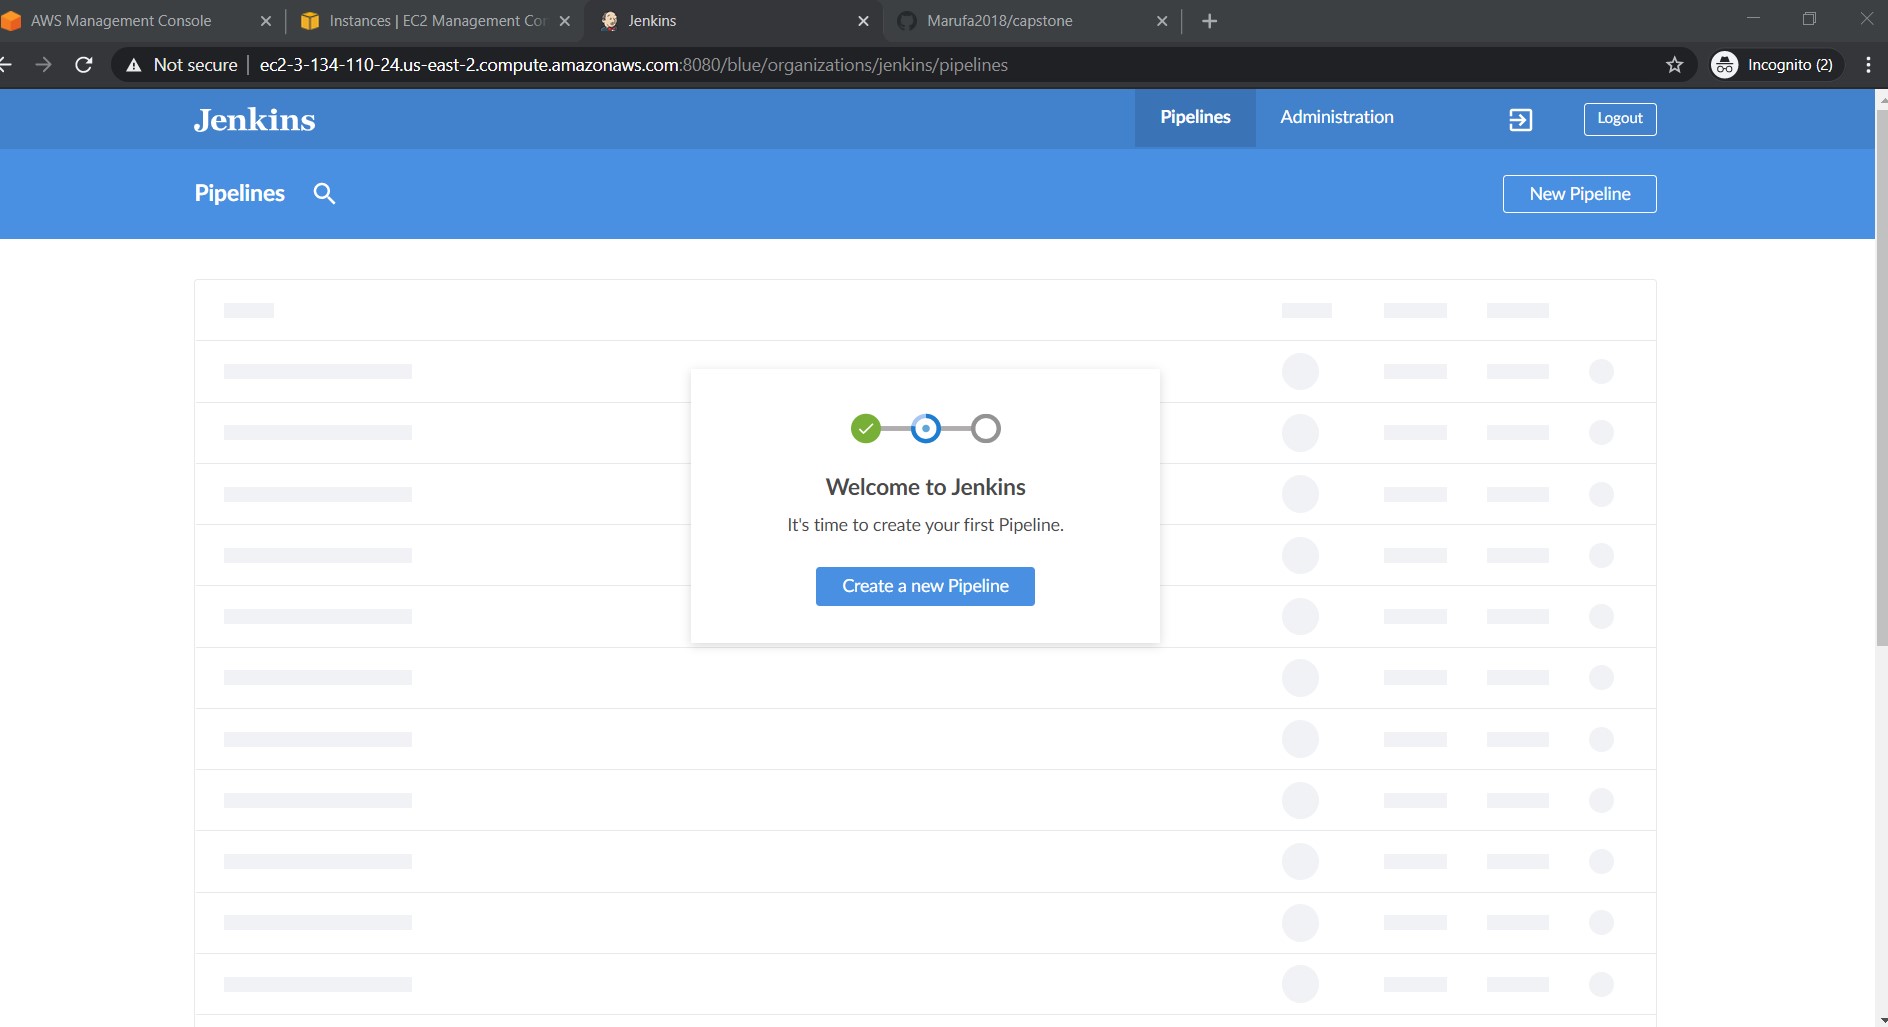 AWS Management Console
Instances | EC2 Management Con
Jenkins
Marufa2018/capstone
Not secure
ec2-3-134-110-24.us-east-2.compute.amazonaws.com:8080/blue/organizations/jenkins/pipelines
Incognito (2)
Jenkins
Pipelines
Administration
Logout
Pipelines
New Pipeline
Welcome to Jenkins
It's time to create your first Pipeline.
Create a new Pipeline